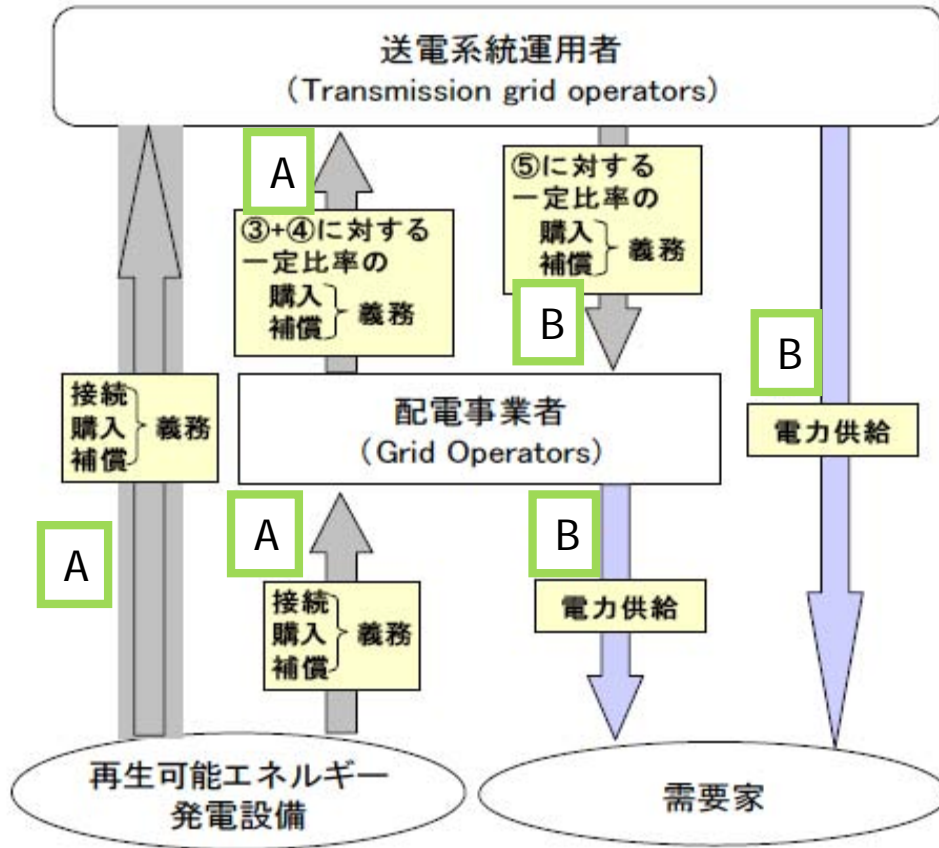 送電系統運用者
(Transmission grid operators)
A
③+④に対する
一定比率の
購入
補償
義務
⑤に対する
一定比率の
購入
補償
義務
B
B
接続
購入
補償
義務
配電事業者
(Grid Operators)
電力供給
A
A
B
接続
購入
補償
義務
電力供給
再生可能エネルギー
発電設備
需要家